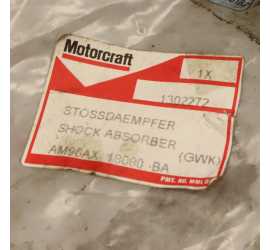 Motorcraft
1X
1302272
STOSSDAEMPFER
SHOCK ABSORBER
(GWK)
AM96AX 18080 BA